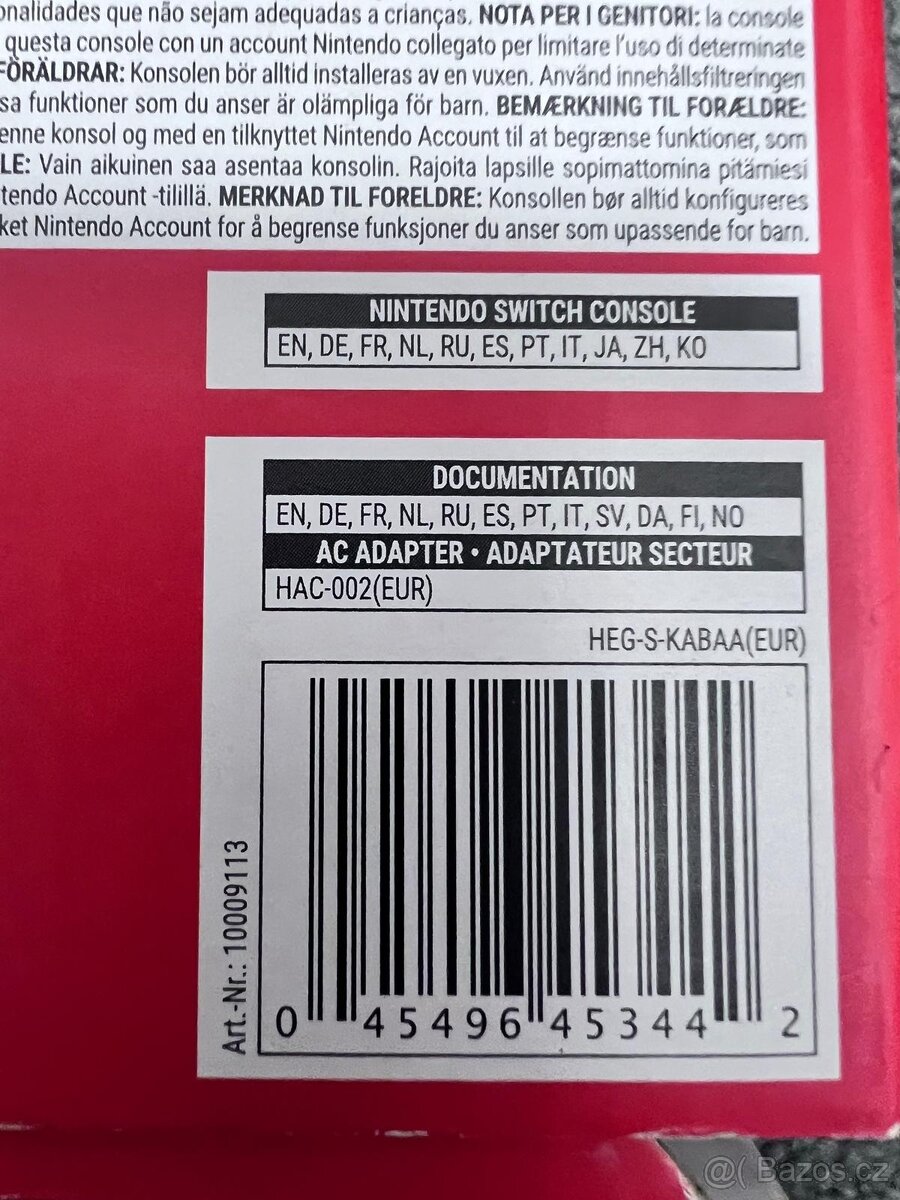 onalidades que não sejam adequadas a crianças. NOTA PER I GENITORI: la console
questa console con un account Nintendo collegato per limitare l'uso di determinate
FÖRÄLDRAR: Konsolen bör alltid installeras av en vuxen. Använd innehållsfiltreringen
sa funktioner som du anser är olämpliga för barn. BEMÆRKNING TIL FORÆLDRE:
enne konsol og med en tilknyttet Nintendo Account til at begrænse funktioner, som
LE: Vain aikuinen saa asentaa konsolin. Rajoita lapsille sopimattomina pitämiesi
tendo Account -tilillä. MERKNAD TIL FORELDRE: Konsollen bør alltid konfigureres
ket Nintendo Account for å begrense funksjoner du anser som upassende for barn.
NINTENDO SWITCH CONSOLE
EN, DE, FR, NL, RU, ES, PT, IT, JA, ZH, KO
DOCUMENTATION
EN, DE, FR, NL, RU, ES, PT, IT, SV, DA, FI, NO
AC ADAPTER • ADAPTATEUR SECTEUR
HAC-002(EUR)
HEG-S-KABAA(EUR)
Art.-Nr.: 10009113
0 45496 45344 2
@( Bazos.cz